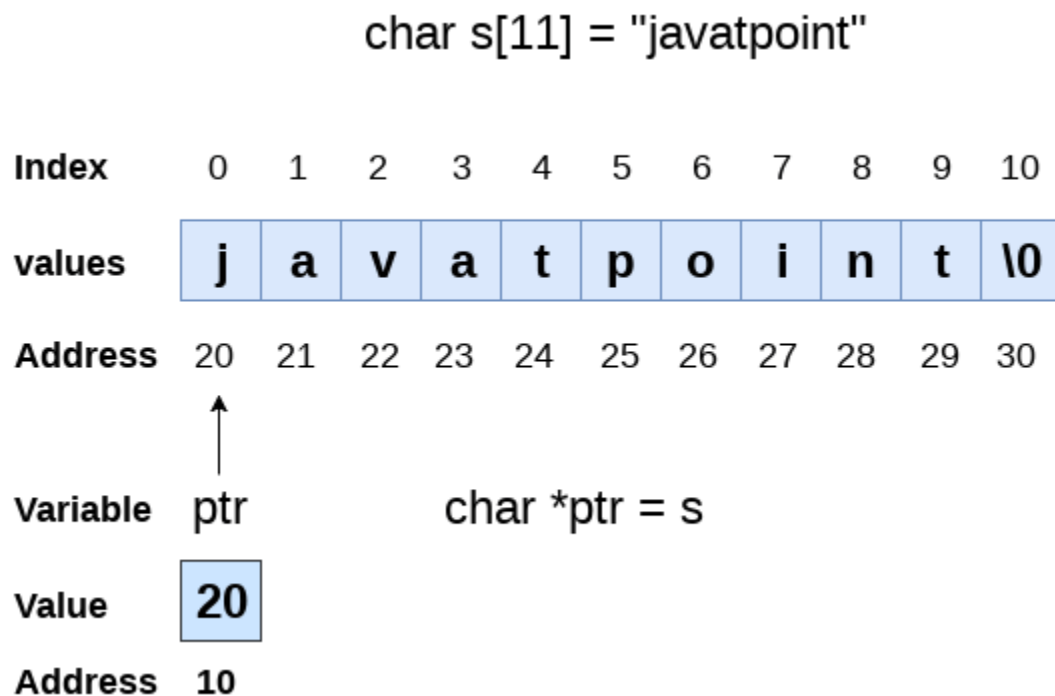 char s[11] = "javatpoint"
Index 0 1 2 3 4 5 6 7 8 9 10
values j a v a t p o i n t \0
Address 20 21 22 23 24 25 26 27 28 29 30
Variable ptr char *ptr = s
Value 20
Address 10